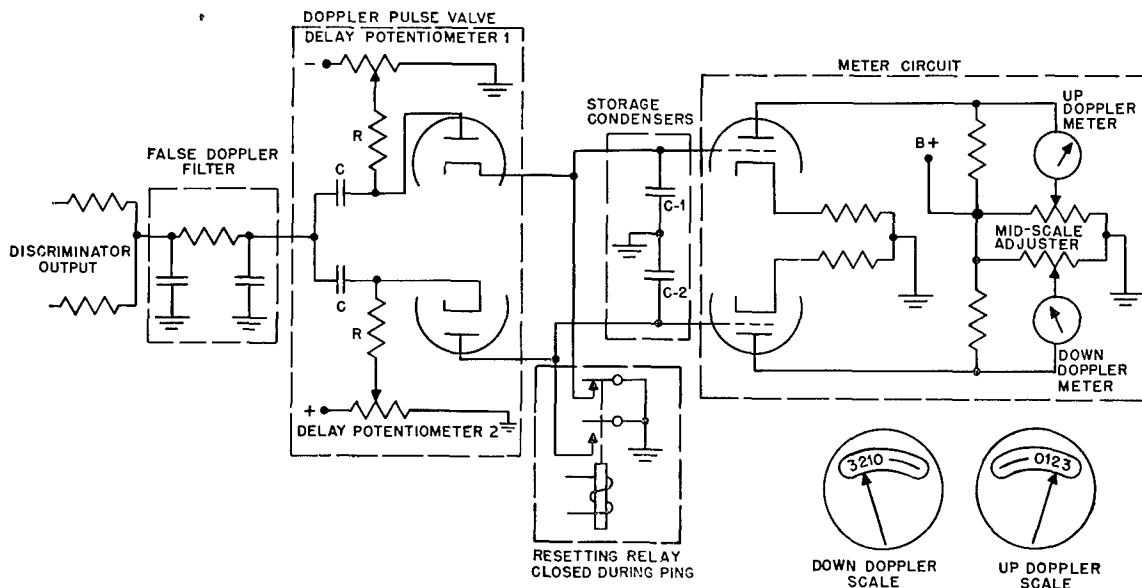 DOPPLER PULSE VALVE
DELAY POTENTIOMETER 1
-
R
C
FALSE DOPPLER
FILTER
DISCRIMINATOR
OUTPUT
C
R
+
DELAY POTENTIOMETER 2
STORAGE
CONDENSERS
C-1
C-2
RESETTING RELAY
CLOSED DURING PING
METER CIRCUIT
UP
DOPPLER
METER
B+
MID-SCALE
ADJUSTER
DOWN
DOPPLER
METER
3210
DOWN DOPPLER
SCALE
0123
UP DOPPLER
SCALE